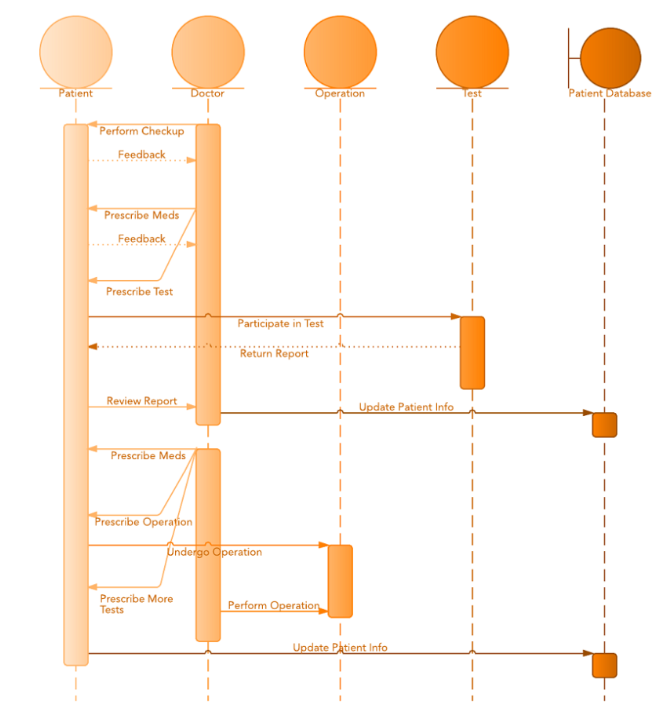 Patient
Doctor
Operation
Test
Patient Database
Perform Checkup
Feedback
Prescribe Meds
Feedback
Prescribe Test
Participate in Test
Return Report
Review Report
Update Patient Info
Prescribe Meds
Prescribe Operation
Undergo Operation
Prescribe More
Tests
Perform Operation
Update Patient Info